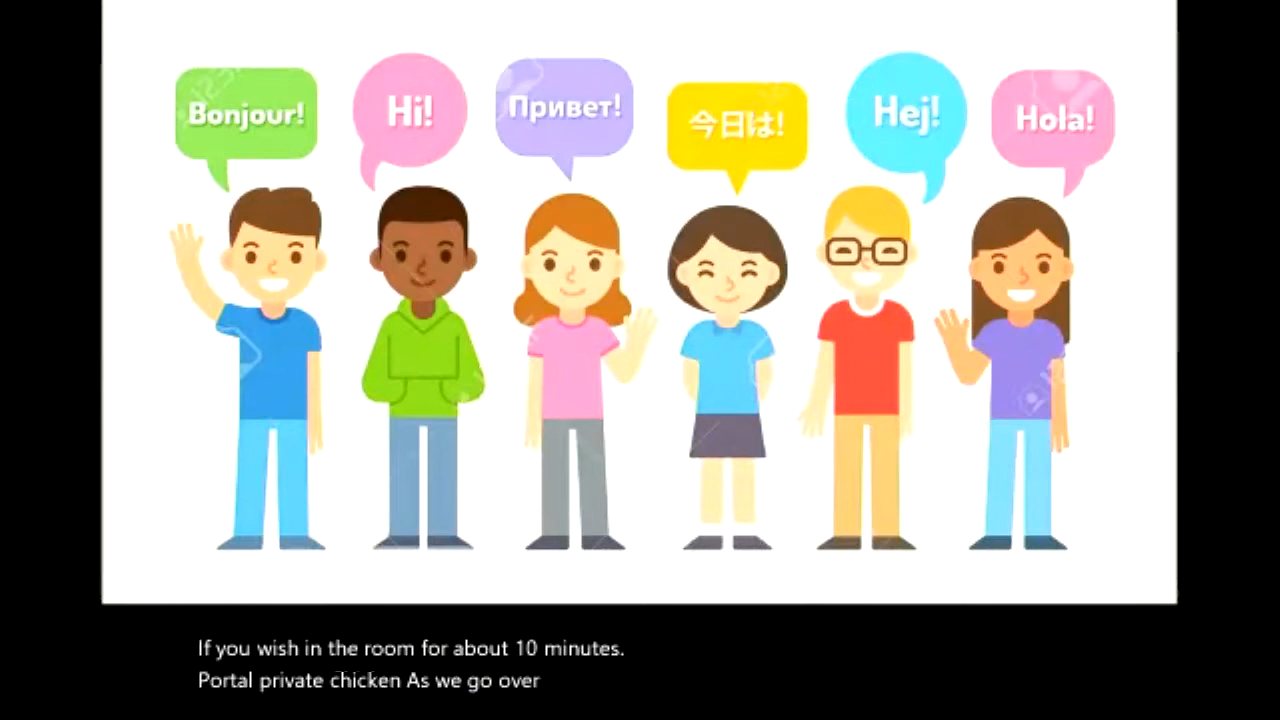 Bonjour!
Hi!
Привет!
今日は!
Hej!
Hola!
If you wish in the room for about 10 minutes.
Portal private chicken As we go over